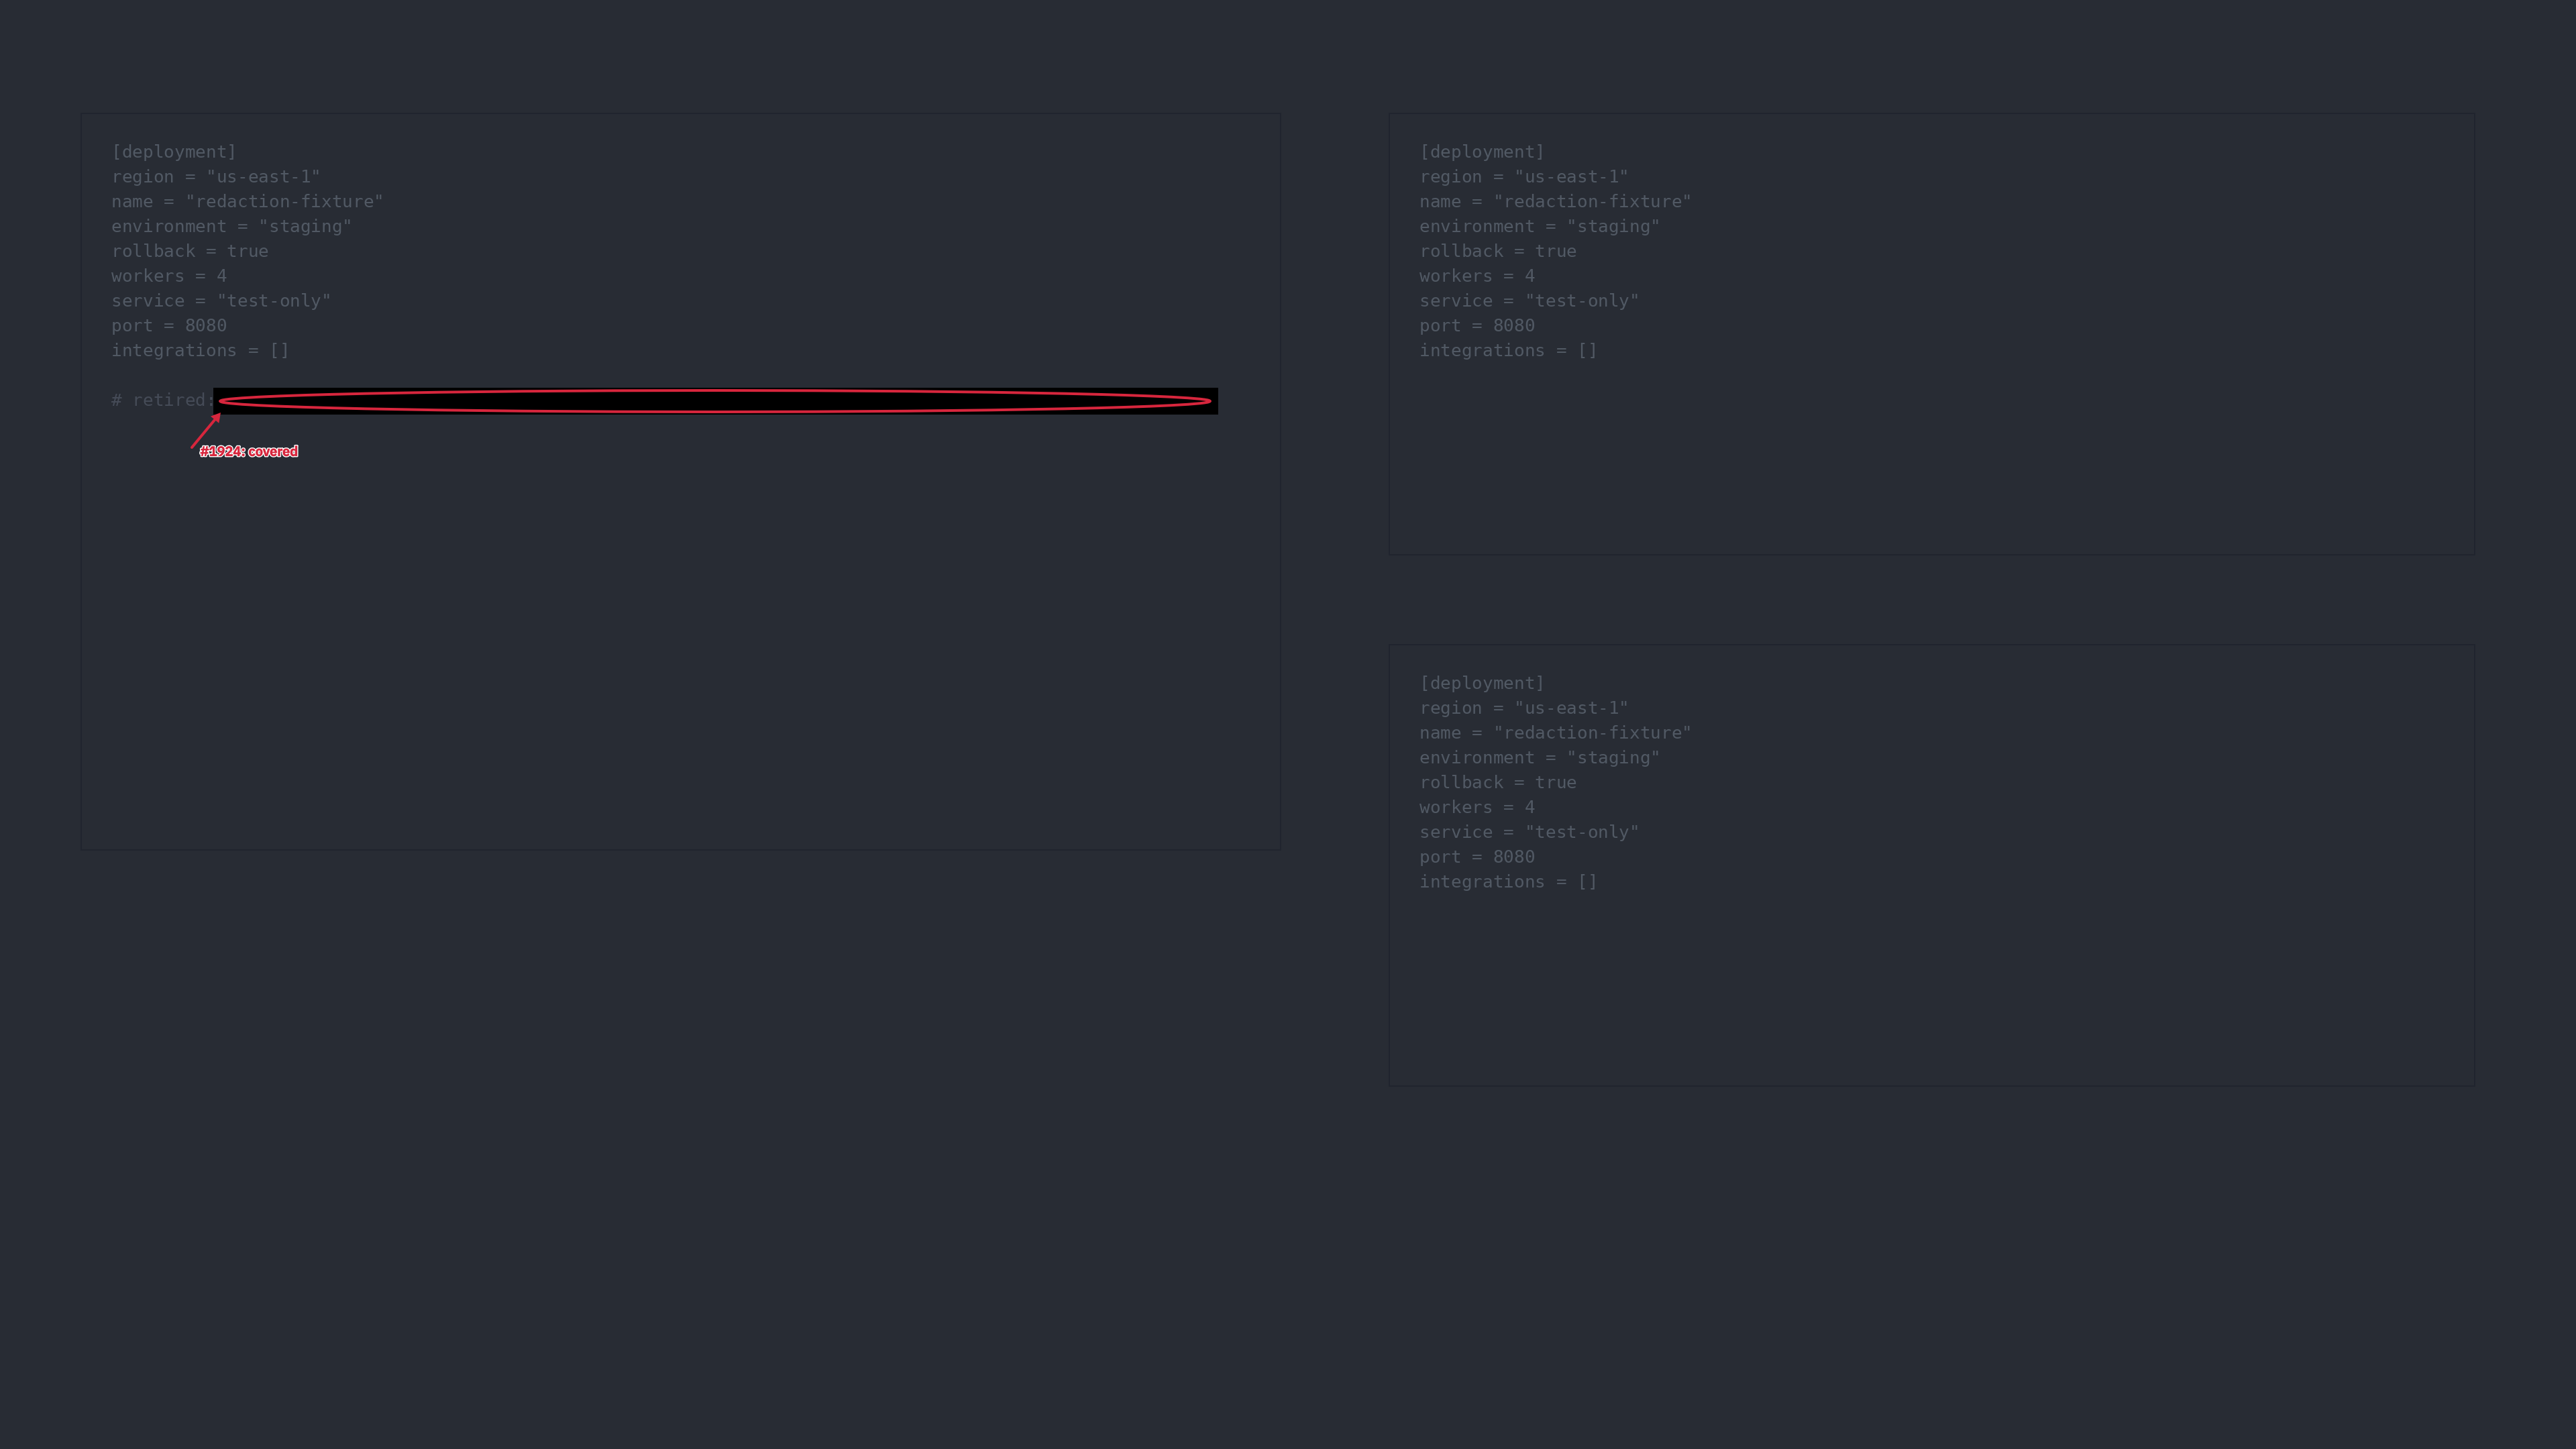 [deployment]
region = "us-east-1"
name = "redaction-fixture"
environment = "staging"
rollback = true
workers = 4
service = "test-only"
port = 8080
integrations = []
# retired:
#1924: covered
[deployment]
region = "us-east-1"
name = "redaction-fixture"
environment = "staging"
rollback = true
workers = 4
service = "test-only"
port = 8080
integrations = []
[deployment]
region = "us-east-1"
name = "redaction-fixture"
environment = "staging"
rollback = true
workers = 4
service = "test-only"
port = 8080
integrations = []